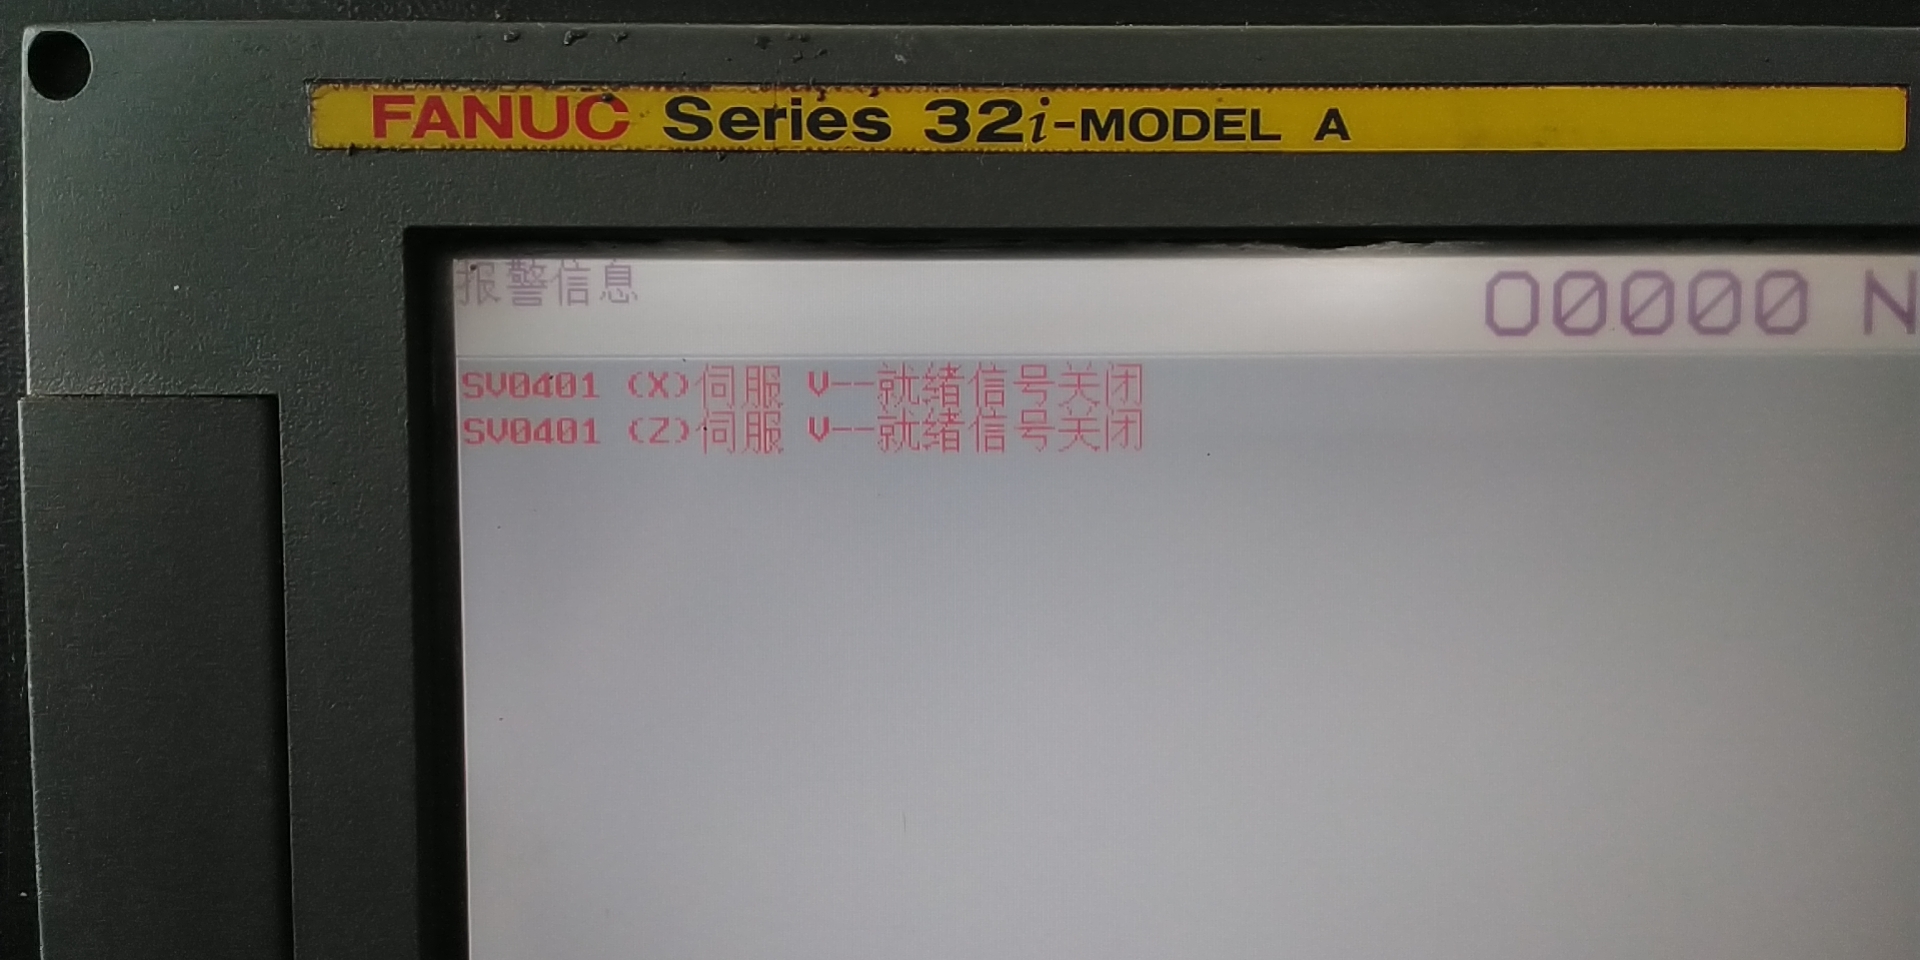 FANUC Series 32i-MODEL A
报警信息 O0000 N
SV0401 (X)伺服 V--就绪信号关闭
SV0401 (Z)伺服 V--就绪信号关闭